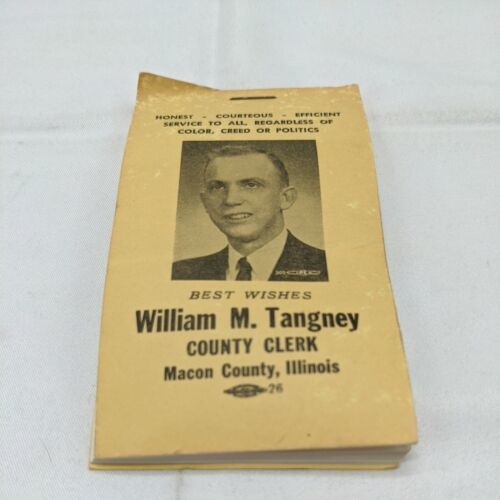 HONEST - COURTEOUS - EFFICIENT
SERVICE TO ALL, REGARDLESS OF
COLOR, CREED OR POLITICS
BEST WISHES
William M. Tangney
COUNTY CLERK
Macon County, Illinois
26